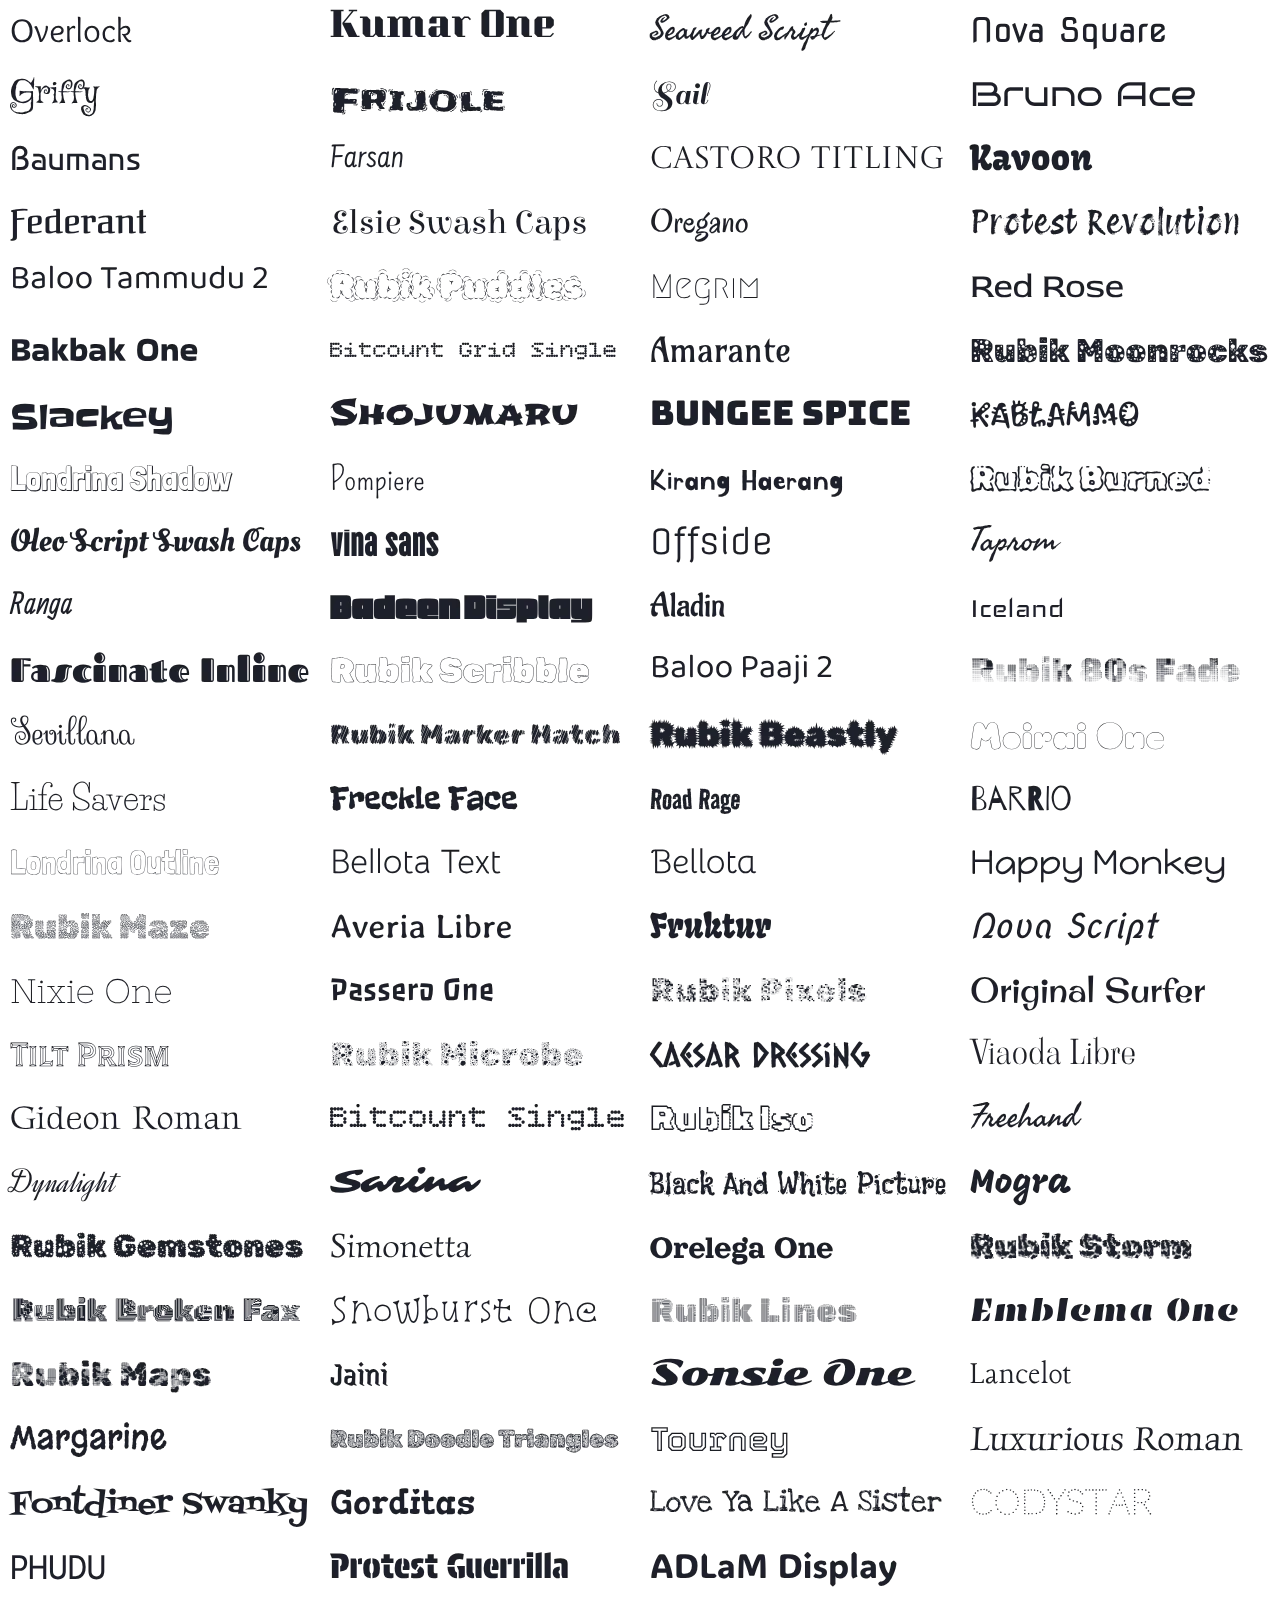 Overlock Kumar One Seaweed Script Nova Square
Griffy Frijole Sail Bruno Ace
Baumans Farsan CASTORO TITLING Kavoon
Federant Elsie Swash Caps Oregano Protest Revolution
Baloo Tammudu 2 Rubik Puddles Megrim Red Rose
Bakbak One Bitcount Grid Single Amarante Rubik Moonrocks
Slackey Shojumaru BUNGEE SPICE KABLAMMO
Londrina Shadow Pompiere Kirang Haerang Rubik Burned
Oleo Script Swash Caps Vina Sans Offside Taprom
Ranga Badeen Display Aladin Iceland
Fascinate Inline Rubik Scribble Baloo Paaji 2 Rubik 80s Fade
Sevillana Rubik Marker Hatch Rubik Beastly Moirai One
Life Savers Freckle Face Road Rage BARRIO
Londrina Outline Bellota Text Bellota Happy Monkey
Rubik Maze Averia Libre Fruktur Nova Script
Nixie One Passero One Rubik Pixels Original Surfer
Tilt Prism Rubik Microbe CAESAR DRESSING Viaoda Libre
Gideon Roman Bitcount Single Rubik Iso Freehand
Dynalight Sarina Black And White Picture Mogra
Rubik Gemstones Simonetta Orelega One Rubik Storm
Rubik Broken Fax Snowburst One Rubik Lines Emblema One
Rubik Maps Jaini Sonsie One Lancelot
Margarine Rubik Doodle Triangles Tourney Luxurious Roman
Fontdiner Swanky Gorditas Love Ya Like A Sister CODYSTAR
PHUDU Protest Guerrilla ADLaM Display